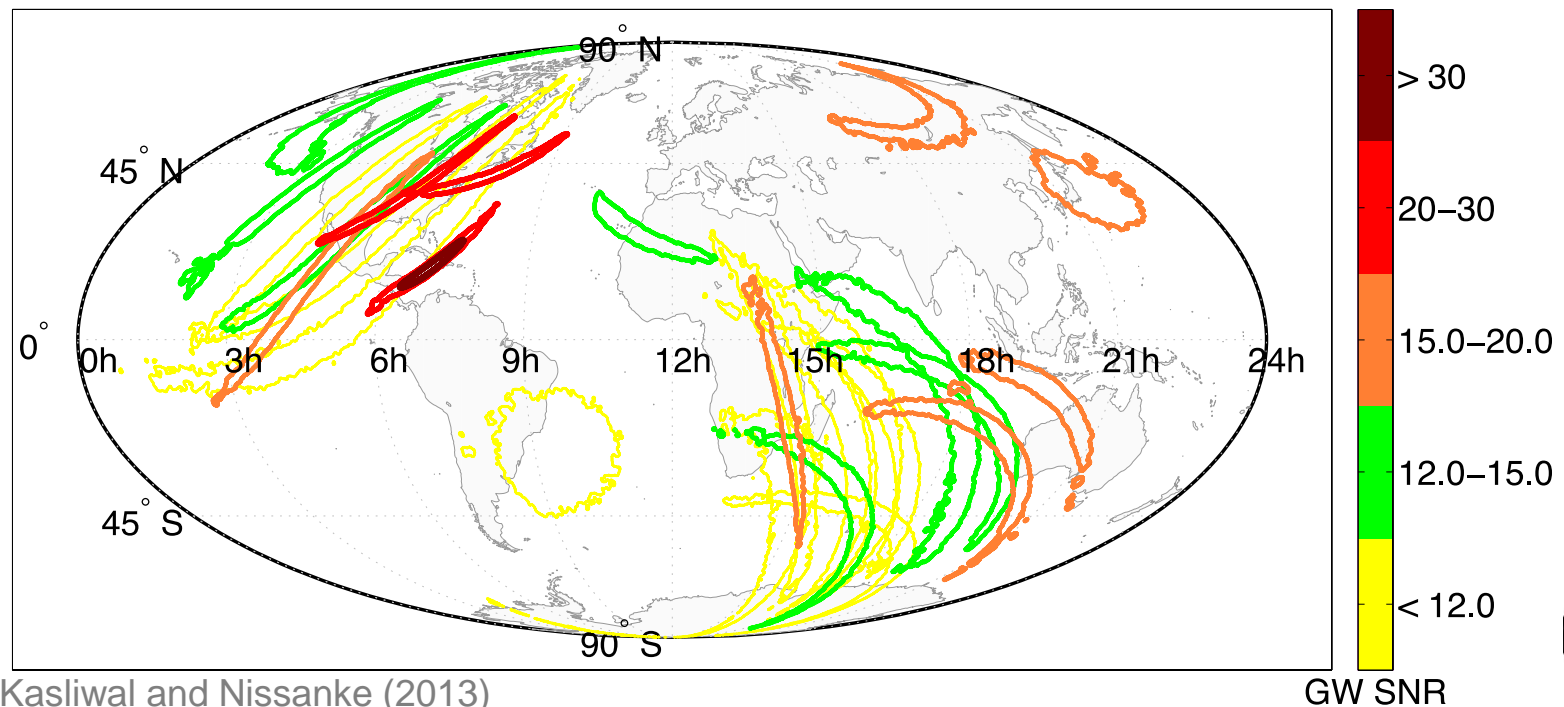 90° N
45° N
0°
0h 3h 6h 9h 12h 15h 18h 21h 24h
45° S
90° S
> 30
20−30
15.0−20.0
12.0−15.0
< 12.0
GW SNR
Kasliwal and Nissanke (2013)